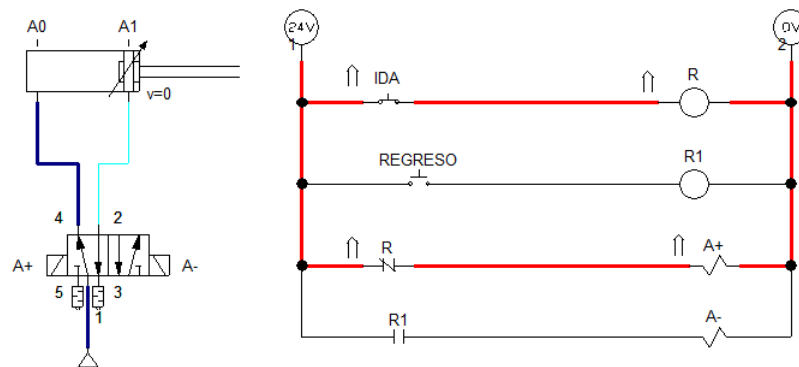 A0 A1
v=0
4 2
A+ A-
5 3
1
24V 0V
1 2
IDA R
REGRESO R1
R A+
R1 A-